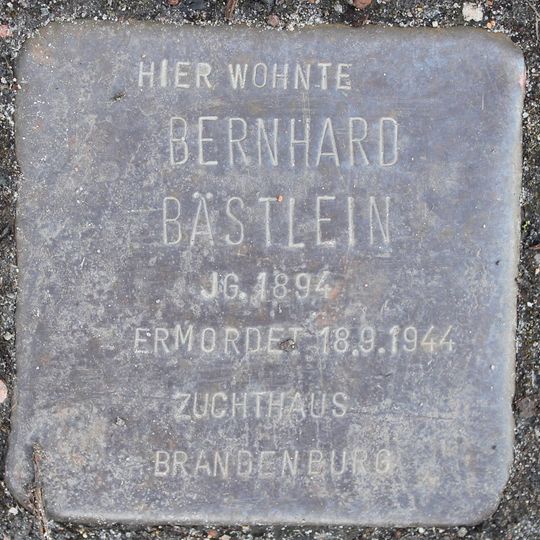 HIER WOHNTE
BERNHARD
BÄSTLEIN
JG. 1894
ERMORDET 18.9.1944
ZUCHTHAUS
BRANDENBURG